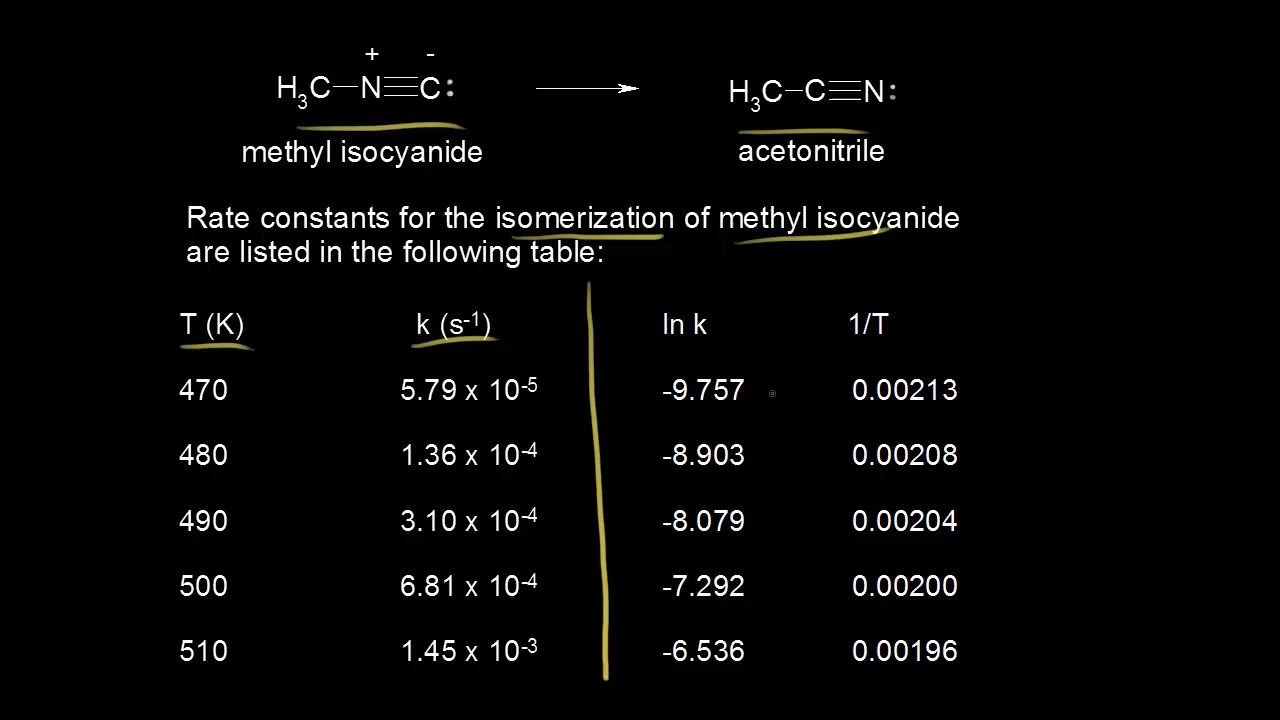 + -
H₃C—N≡C: → H₃C—C≡N:
methyl isocyanide acetonitrile
Rate constants for the isomerization of methyl isocyanide
are listed in the following table:
T (K) k (s⁻¹) ln k 1/T
470 5.79 x 10⁻⁵ -9.757 0.00213
480 1.36 x 10⁻⁴ -8.903 0.00208
490 3.10 x 10⁻⁴ -8.079 0.00204
500 6.81 x 10⁻⁴ -7.292 0.00200
510 1.45 x 10⁻³ -6.536 0.00196